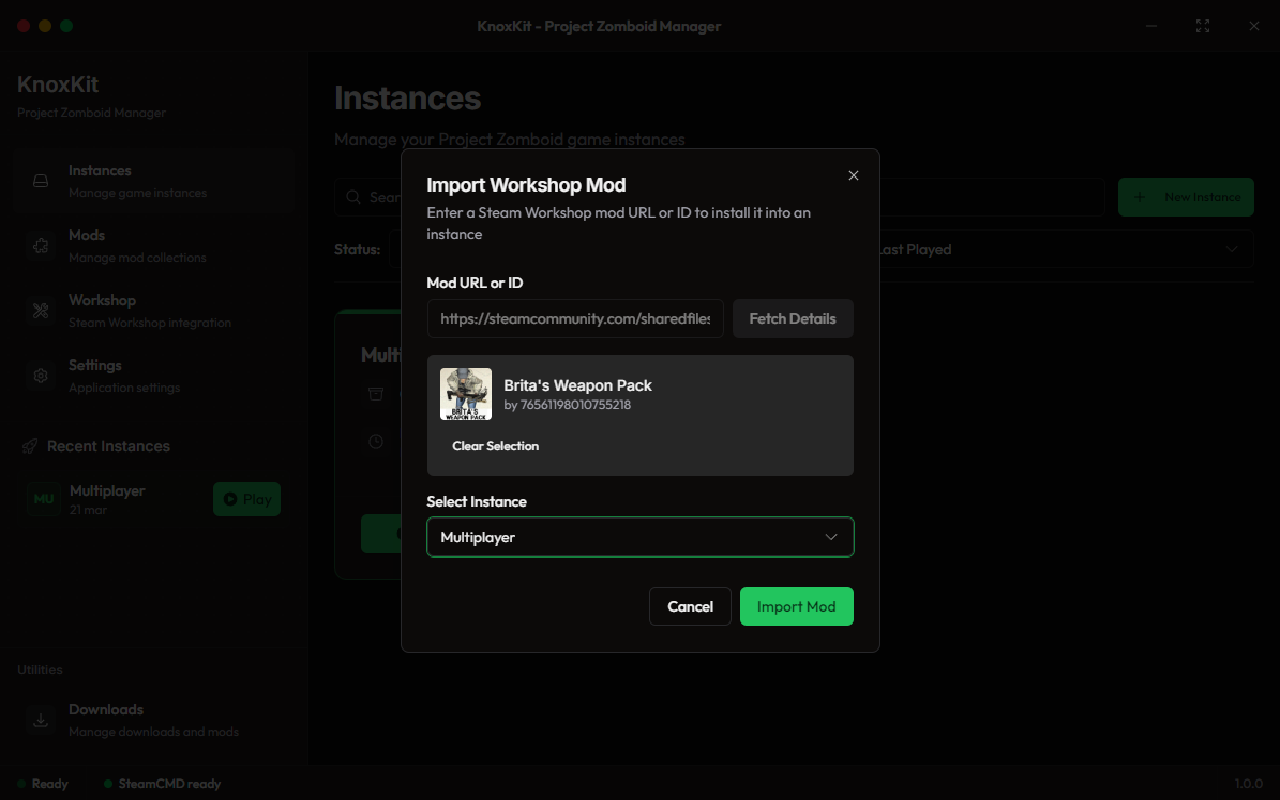 KnoxKit - Project Zomboid Manager
KnoxKit
Project Zomboid Manager
Instances
Manage game instances
Mods
Manage mod collections
Workshop
Steam Workshop integration
Settings
Application settings
Recent Instances
MU
Multiplayer
21 mar
Play
Utilities
Downloads
Manage downloads and mods
Ready
SteamCMD ready
1.0.0
Instances
Manage your Project Zomboid game instances
Sear
New Instance
Status:
Last Played
Multi
Import Workshop Mod
Enter a Steam Workshop mod URL or ID to install it into an
instance
Mod URL or ID
https://steamcommunity.com/sharedfiles
Fetch Details
BRITA'S
WEAPON PACK
Brita's Weapon Pack
by 76561198010755218
Clear Selection
Select Instance
Multiplayer
Cancel
Import Mod